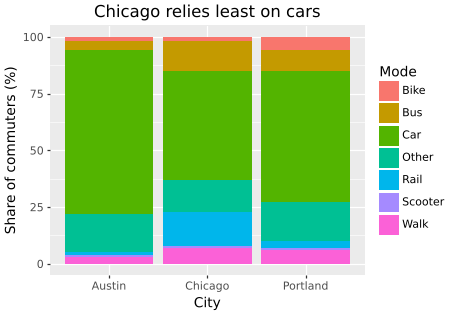 Chicago relies least on cars
Share of commuters (%)
100
75
50
25
0
Austin
Chicago
Portland
City
Mode
Bike
Bus
Car
Other
Rail
Scooter
Walk